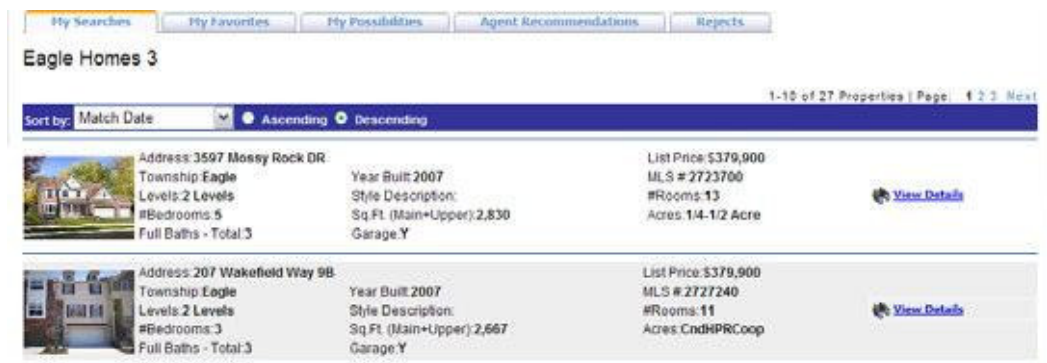 My Searches My Favorites My Possibilities Agent Recommendations Rejects
Eagle Homes 3
1-10 of 27 Properties | Page: 1 2 3 Next
Sort by: Match Date Ascending Descending
Address:3597 Mossy Rock DR List Price:$379,900
Township:Eagle Year Built:2007 MLS #:2723700
Levels:2 Levels Style Description: #Rooms:13 View Details
#Bedrooms:5 Sq.Ft. (Main+Upper):2,830 Acres:1/4-1/2 Acre
Full Baths - Total:3 Garage:Y
Address:207 Wakefield Way 9B List Price:$379,900
Township:Eagle Year Built:2007 MLS #:2727240
Levels:2 Levels Style Description: #Rooms:11 View Details
#Bedrooms:3 Sq.Ft. (Main+Upper):2,667 Acres:CndHPRCoop
Full Baths - Total:3 Garage:Y